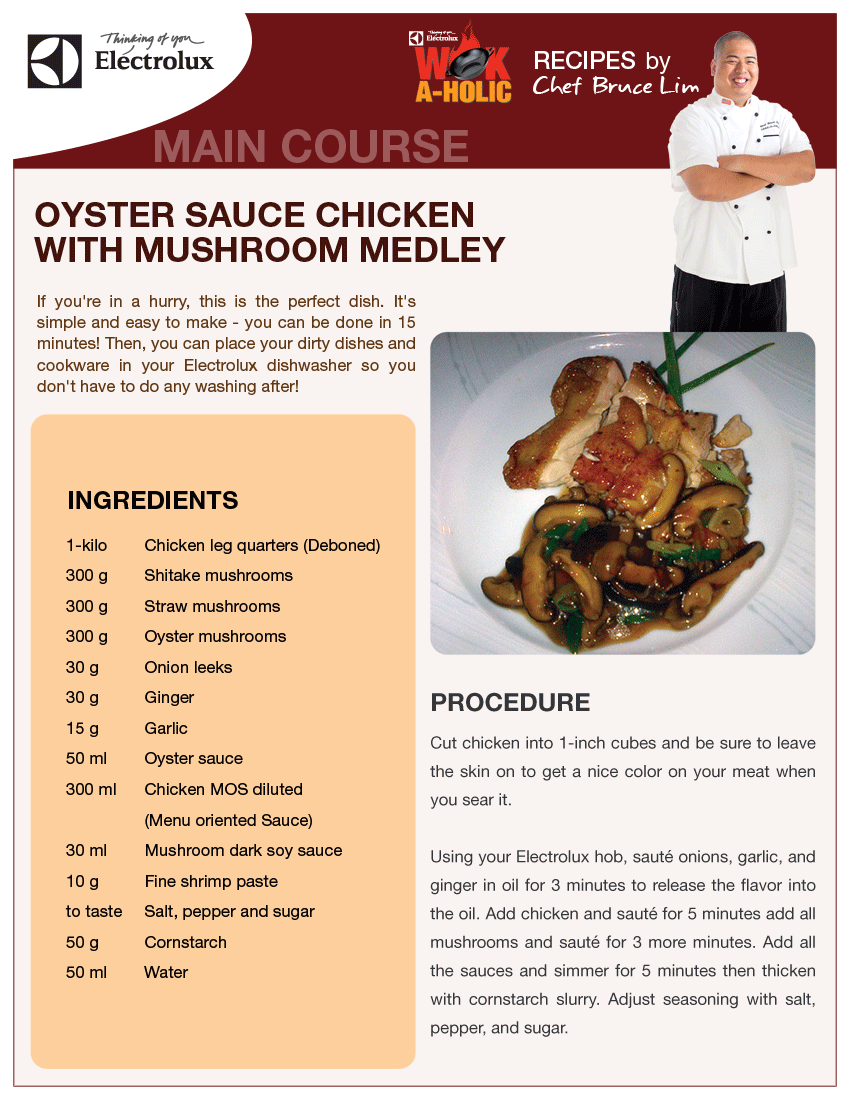 Thinking of you
Electrolux
Thinking of you
Electrolux
WOK
A-HOLIC
RECIPES by
Chef Bruce Lim
MAIN COURSE
OYSTER SAUCE CHICKEN
WITH MUSHROOM MEDLEY
If you're in a hurry, this is the perfect dish. It's
simple and easy to make - you can be done in 15
minutes! Then, you can place your dirty dishes and
cookware in your Electrolux dishwasher so you
don't have to do any washing after!
INGREDIENTS
1-kilo Chicken leg quarters (Deboned)
300 g Shitake mushrooms
300 g Straw mushrooms
300 g Oyster mushrooms
30 g Onion leeks
30 g Ginger
15 g Garlic
50 ml Oyster sauce
300 ml Chicken MOS diluted
(Menu oriented Sauce)
30 ml Mushroom dark soy sauce
10 g Fine shrimp paste
to taste Salt, pepper and sugar
50 g Cornstarch
50 ml Water
PROCEDURE
Cut chicken into 1-inch cubes and be sure to leave
the skin on to get a nice color on your meat when
you sear it.
Using your Electrolux hob, sauté onions, garlic, and
ginger in oil for 3 minutes to release the flavor into
the oil. Add chicken and sauté for 5 minutes add all
mushrooms and sauté for 3 more minutes. Add all
the sauces and simmer for 5 minutes then thicken
with cornstarch slurry. Adjust seasoning with salt,
pepper, and sugar.